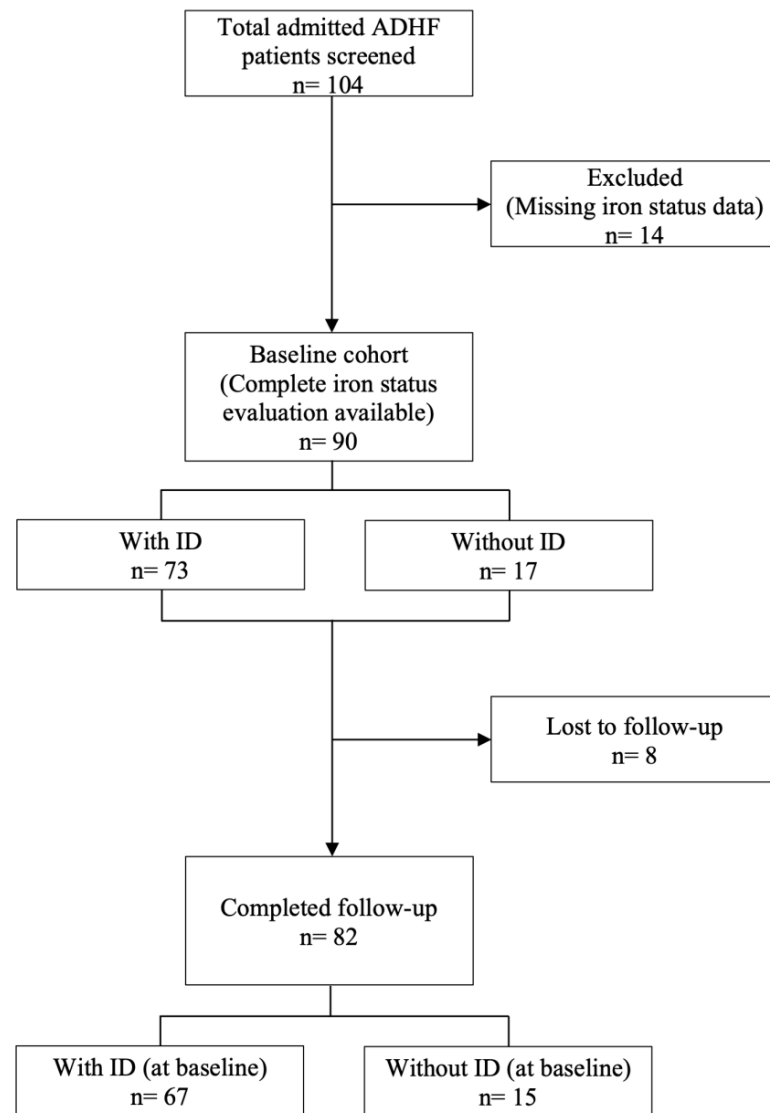 Total admitted ADHF
patients screened
n= 104
Excluded
(Missing iron status data)
n= 14
Baseline cohort
(Complete iron status
evaluation available)
n= 90
With ID
n= 73
Without ID
n= 17
Lost to follow-up
n= 8
Completed follow-up
n= 82
With ID (at baseline)
n= 67
Without ID (at baseline)
n= 15